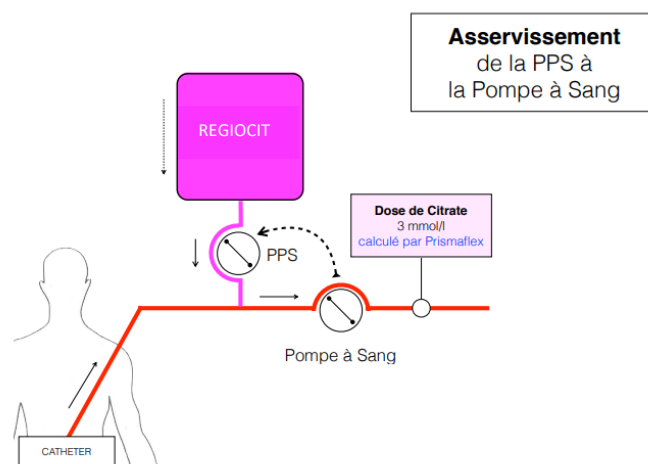 Asservissement
de la PPS à
la Pompe à Sang
REGIOCIT
Dose de Citrate
3 mmol/l
calculé par Prismaflex
PPS
Pompe à Sang
CATHETER